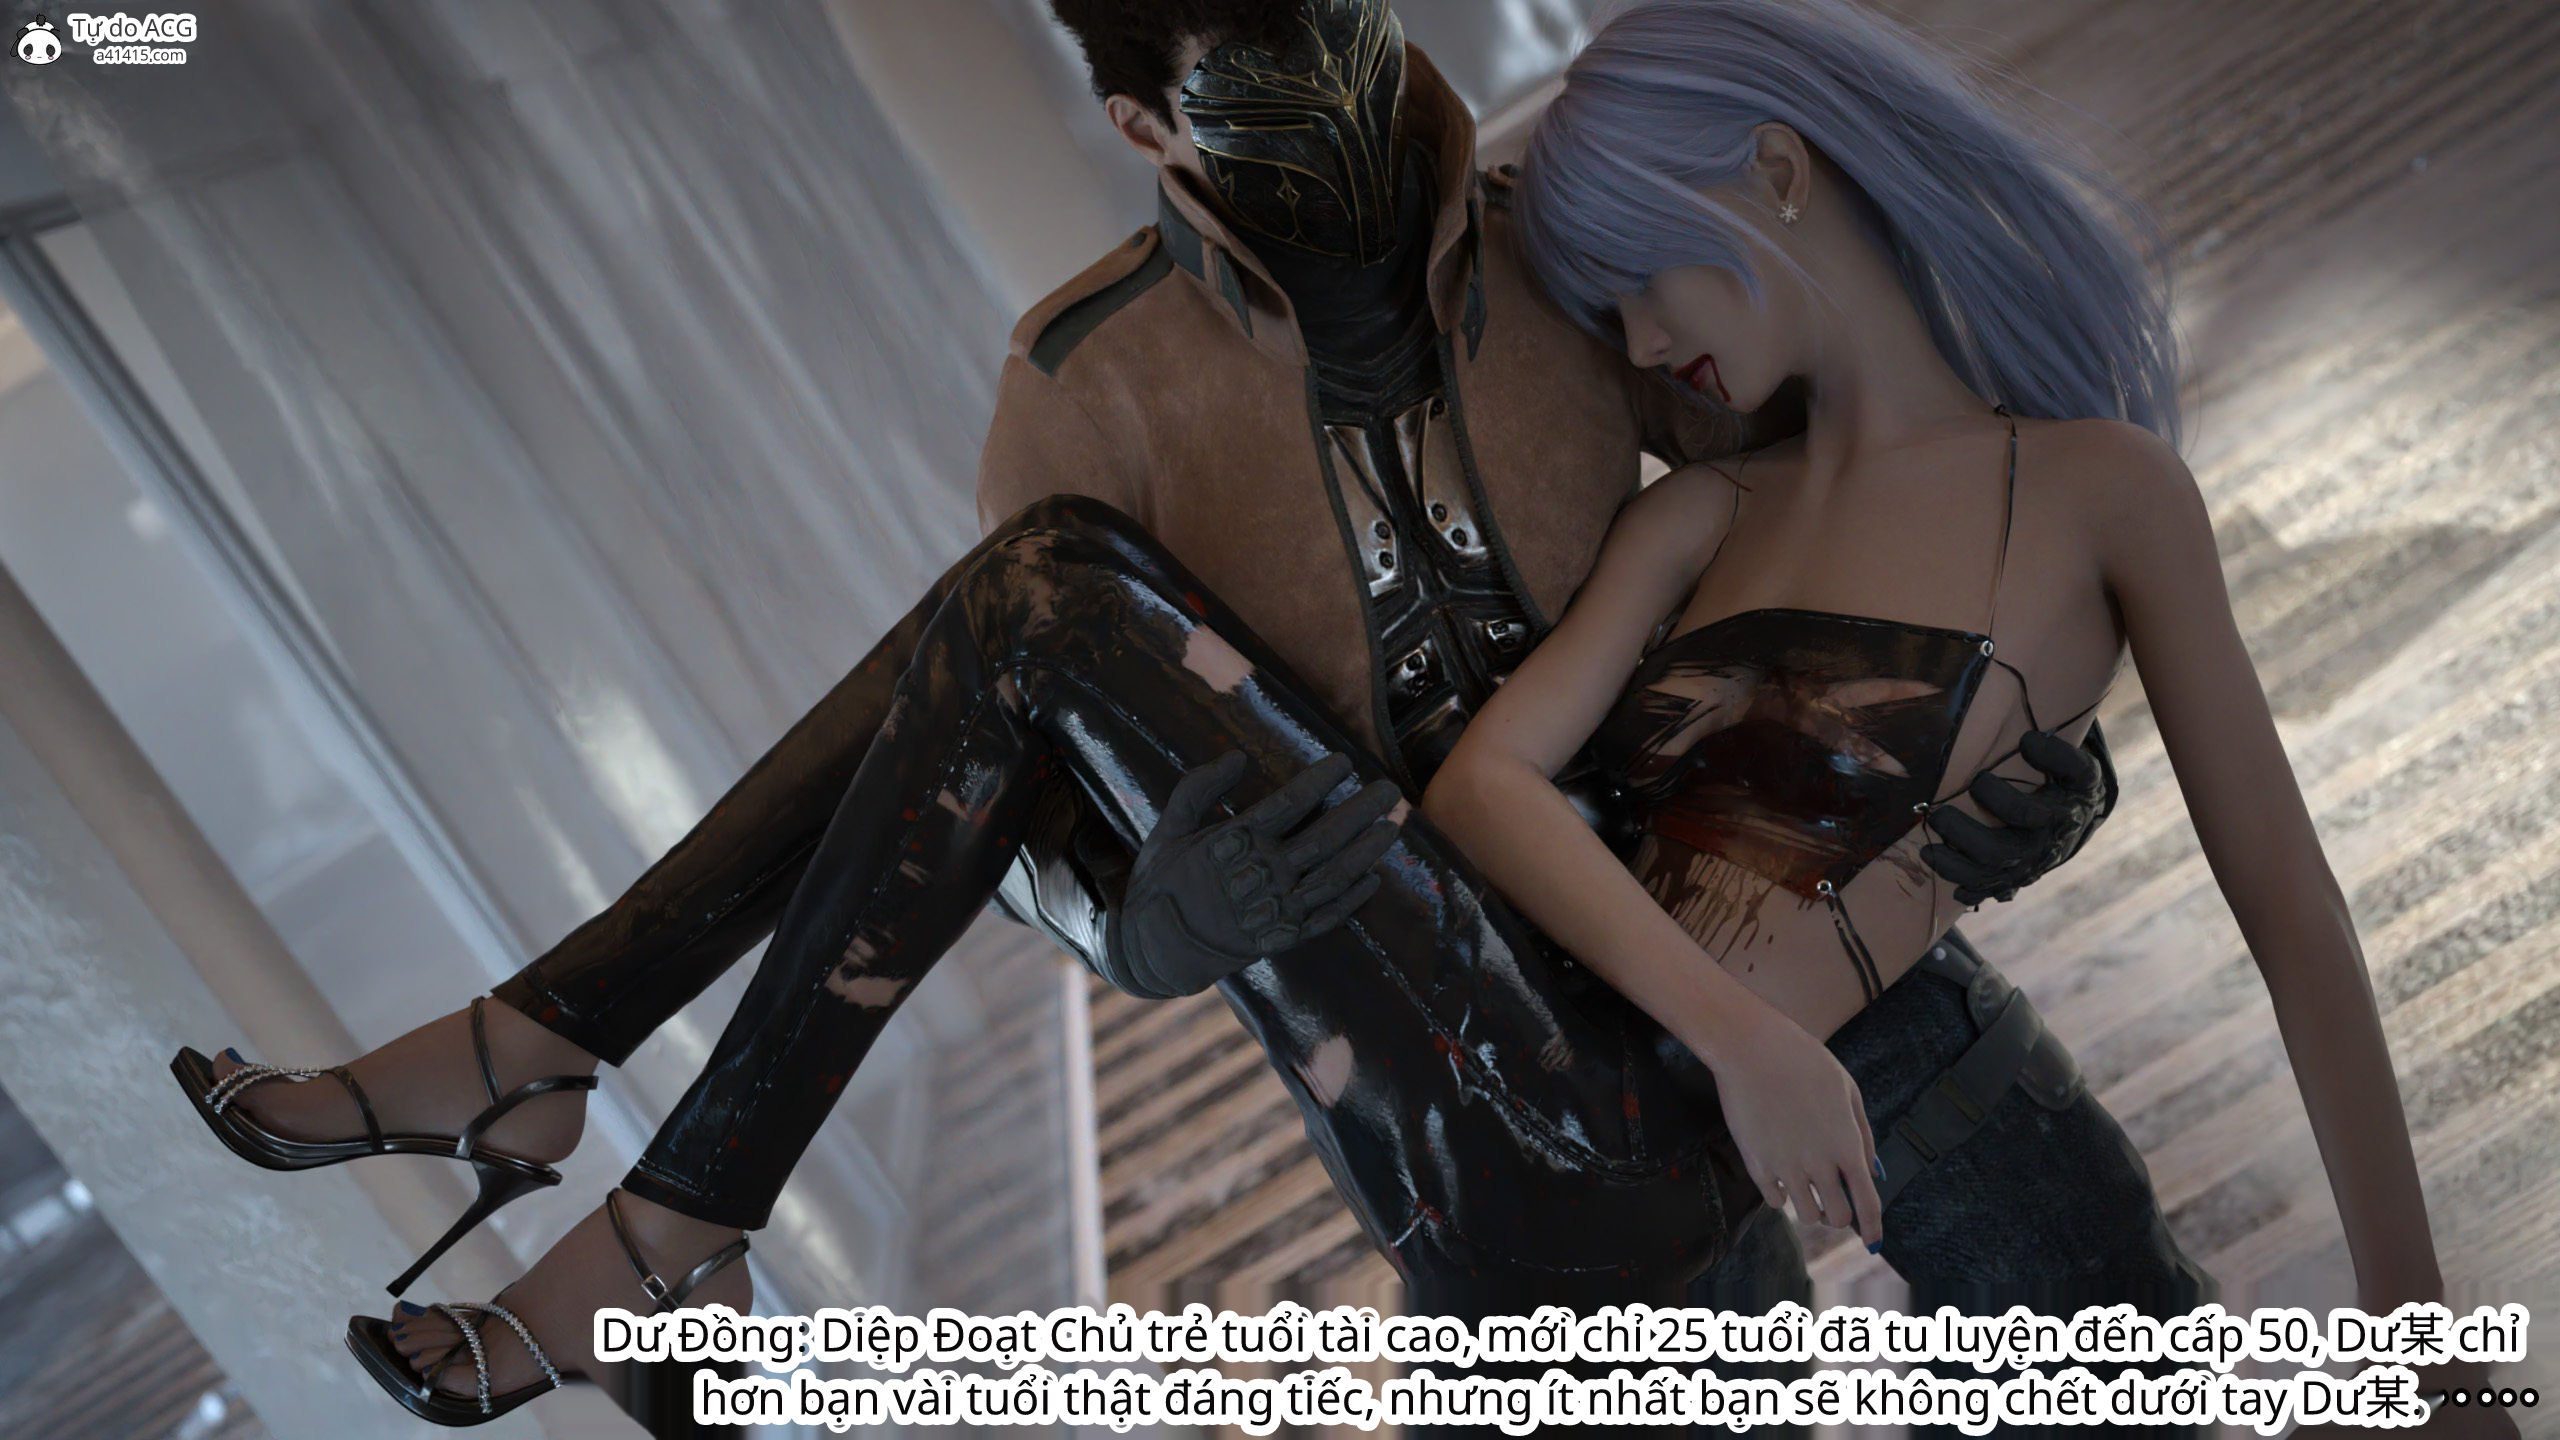 Tự do ACG
a41415.com
Dư Đồng: Diệp Đoạt Chủ trẻ tuổi tài cao, mới chỉ 25 tuổi đã tu luyện đến cấp 50, Dư某 chỉ
hơn bạn vài tuổi thật đáng tiếc, nhưng ít nhất bạn sẽ không chết dưới tay Dư某. ∘∘∘∘∘